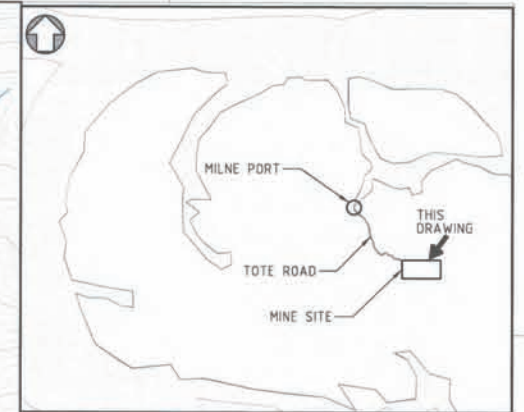 MILNE PORT
THIS
DRAWING
TOTE ROAD
MINE SITE